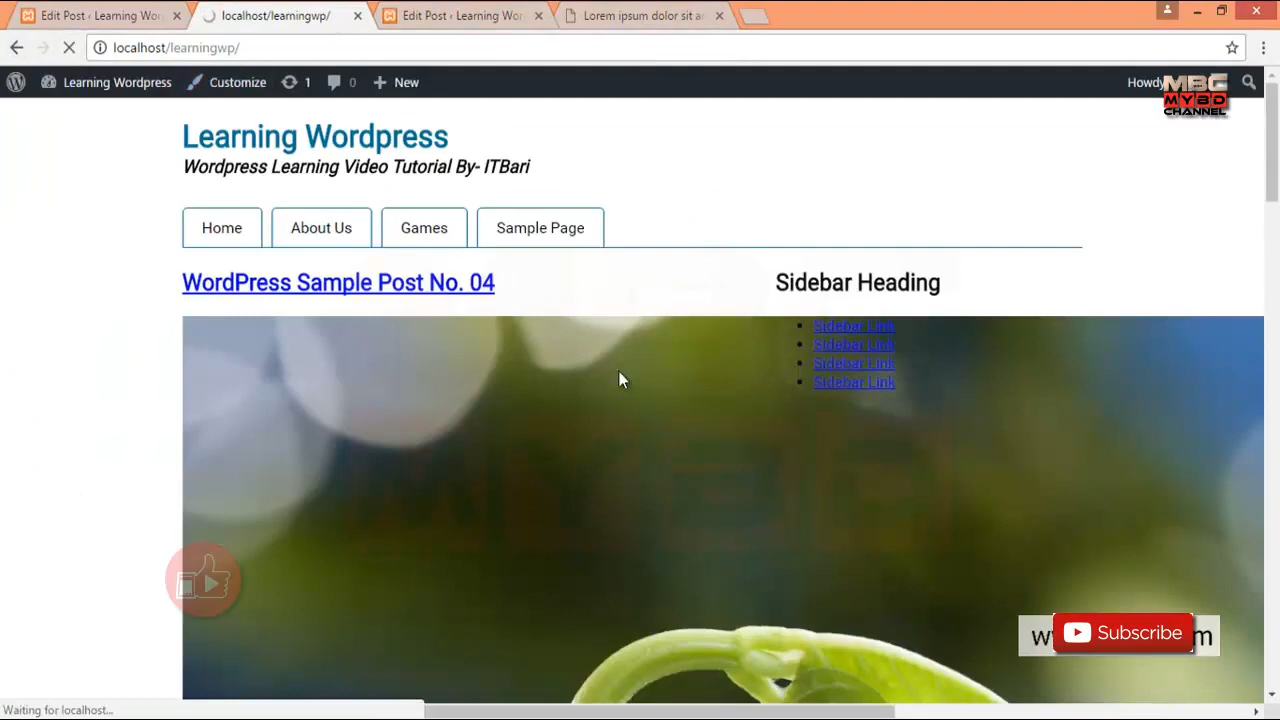 Edit Post ‹ Learning Wor
localhost/learningwp/
Edit Post ‹ Learning Wor
Lorem ipsum dolor sit a
localhost/learningwp/
Learning Wordpress
Customize
1
0
New
Howdy
MBC
MYBD
CHANNEL
Learning Wordpress
Wordpress Learning Video Tutorial By- ITBari
Home
About Us
Games
Sample Page
WordPress Sample Post No. 04
Sidebar Heading
Sidebar Link
Sidebar Link
Sidebar Link
Sidebar Link
Subscribe
Waiting for localhost...